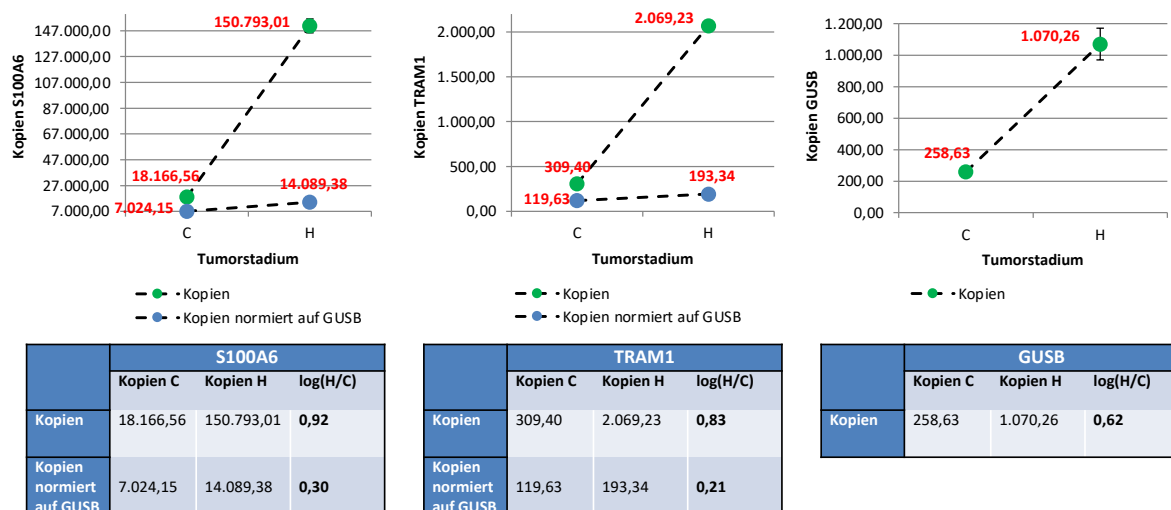 Kopien S100A6
147.000,00
127.000,00
107.000,00
87.000,00
67.000,00
47.000,00
27.000,00
7.000,00
150.793,01
18.166,56
14.089,38
7.024,15
C H
Tumorstadium
Kopien
Kopien normiert auf GUSB
Kopien TRAM1
2.000,00
1.500,00
1.000,00
500,00
0,00
2.069,23
309,40
193,34
119,63
C H
Tumorstadium
Kopien
Kopien normiert auf GUSB
Kopien GUSB
1.200,00
1.000,00
800,00
600,00
400,00
200,00
0,00
1.070,26
258,63
C H
Tumorstadium
Kopien
S100A6
Kopien C Kopien H log(H/C)
Kopien 18.166,56 150.793,01 0,92
Kopien
normiert 7.024,15 14.089,38 0,30
auf GUSB
TRAM1
Kopien C Kopien H log(H/C)
Kopien 309,40 2.069,23 0,83
Kopien
normiert 119,63 193,34 0,21
auf GUSB
GUSB
Kopien C Kopien H log(H/C)
Kopien 258,63 1.070,26 0,62